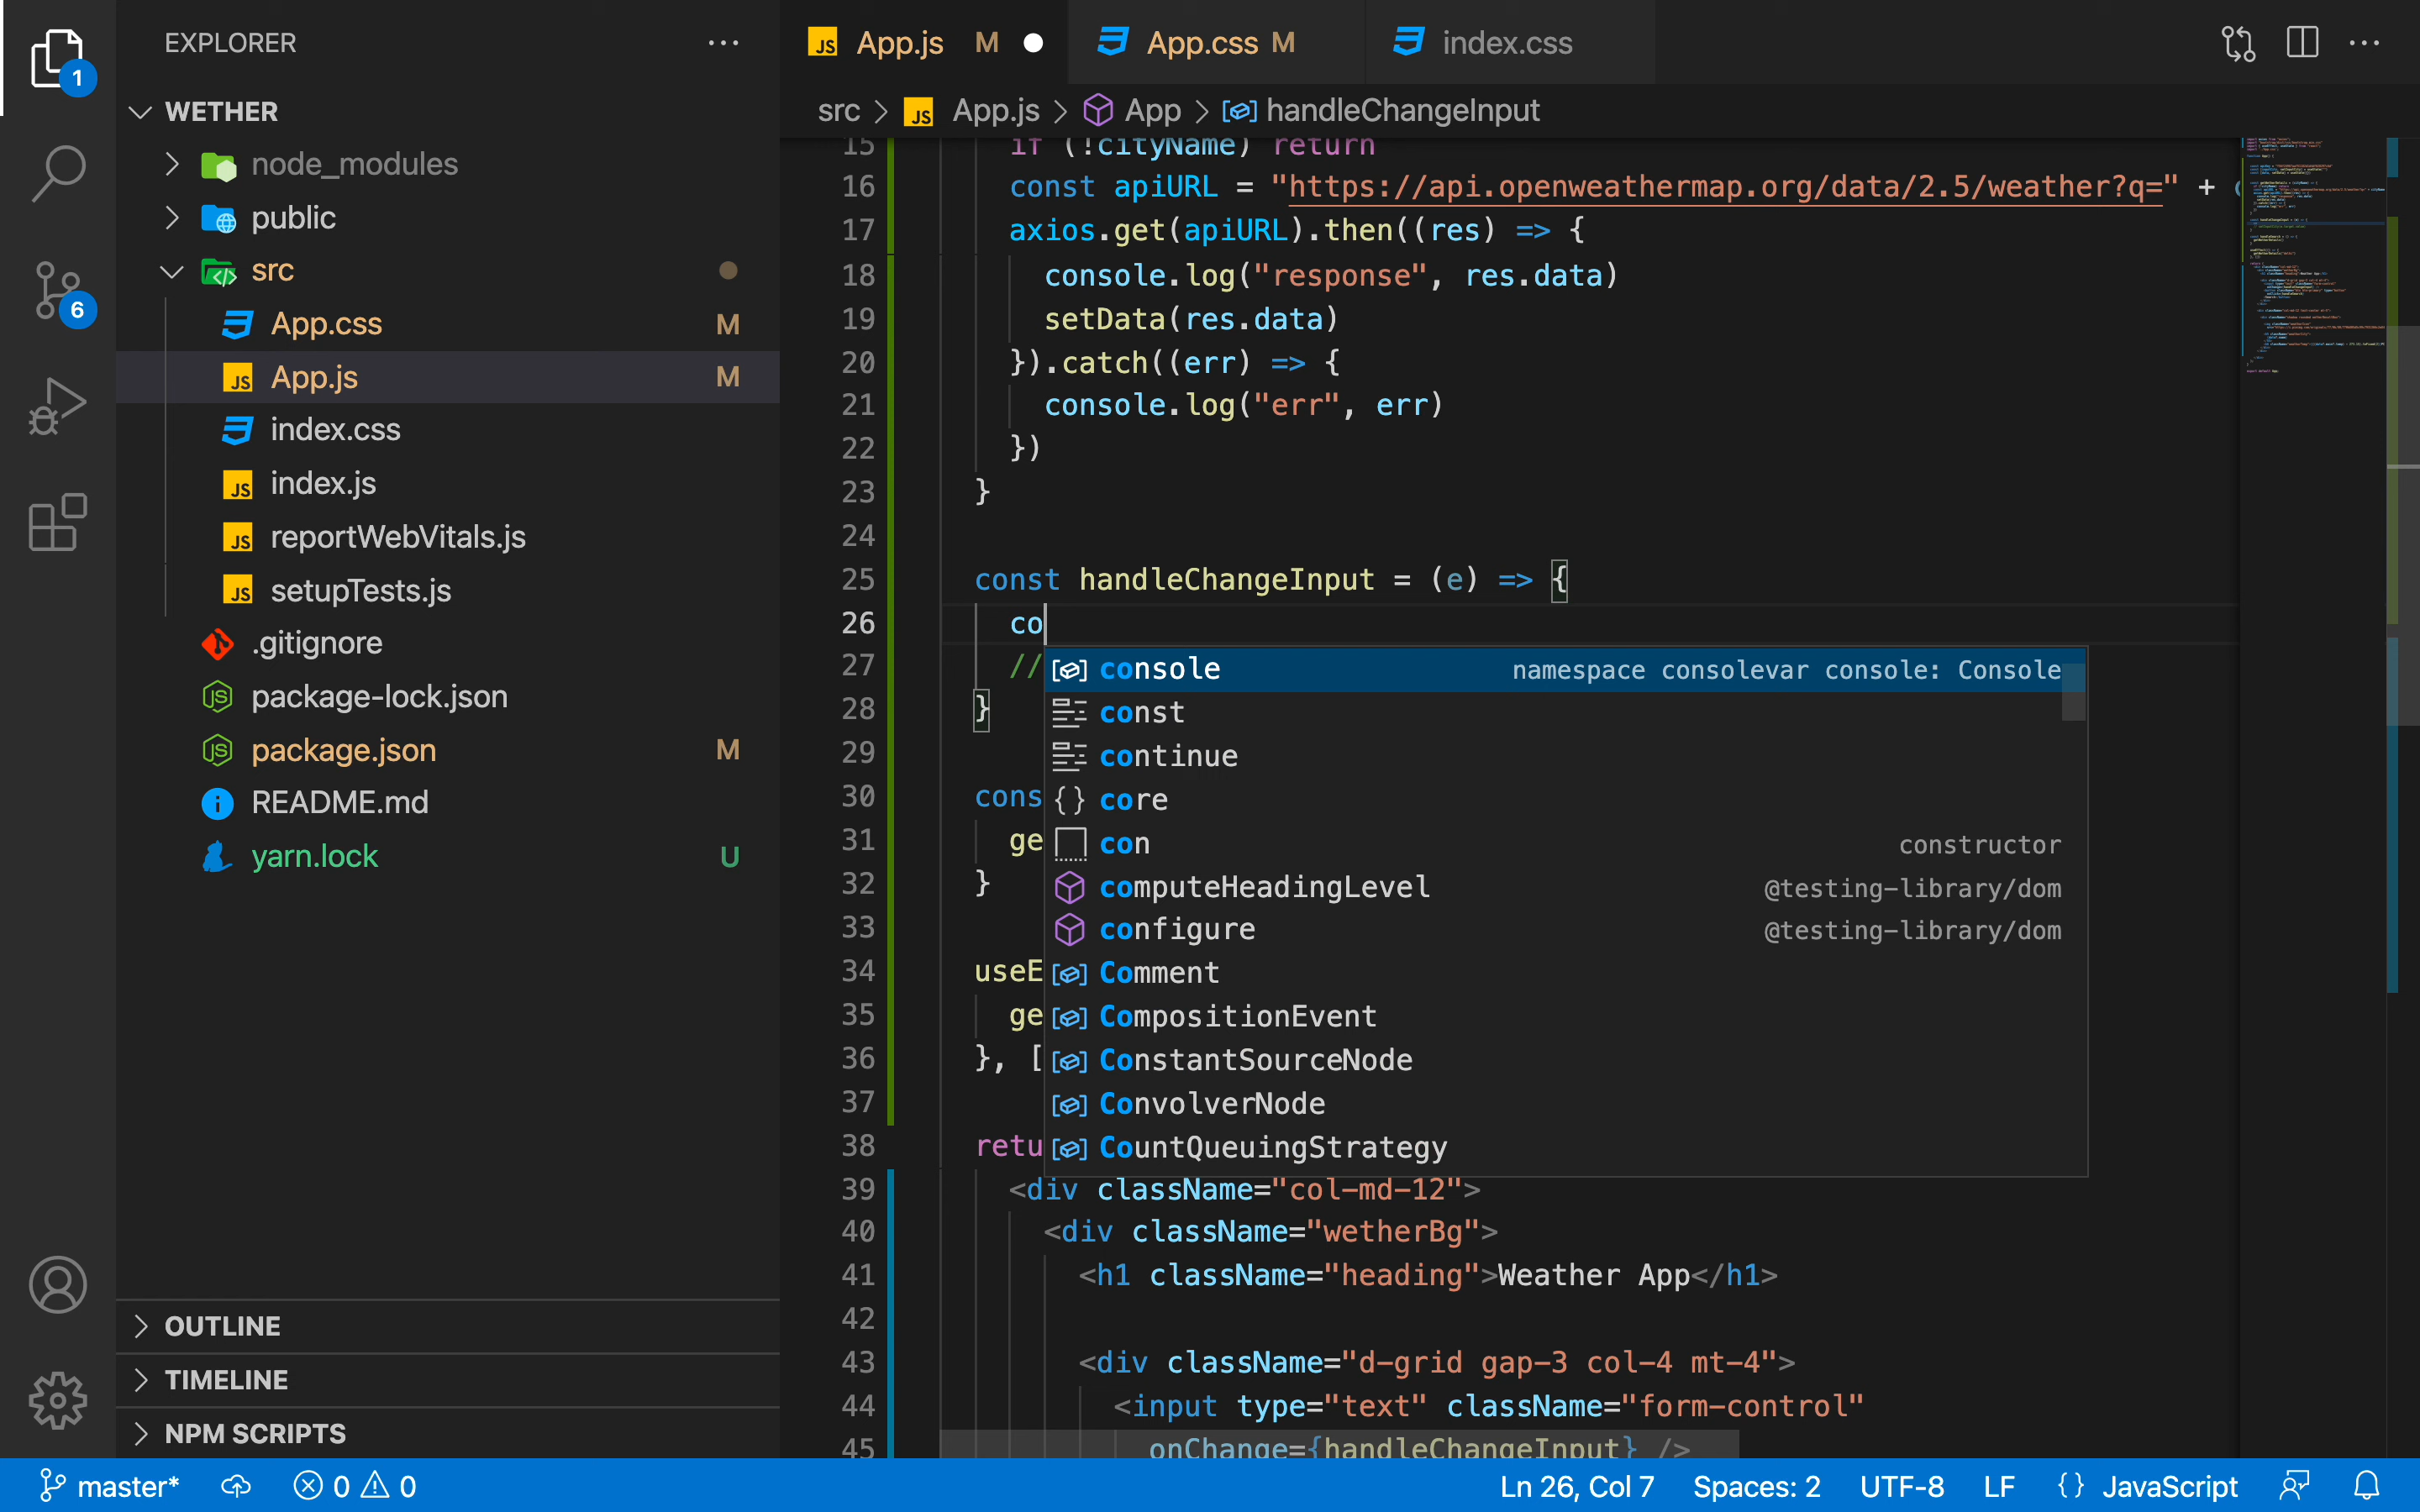 EXPLORER
WETHER
node_modules
public
src
App.css M
App.js M
index.css
index.js
reportWebVitals.js
setupTests.js
.gitignore
package-lock.json
package.json M
README.md
yarn.lock U
OUTLINE
TIMELINE
NPM SCRIPTS
1
6
App.js M
App.css M
index.css
src > App.js > App > handleChangeInput
15 if (!cityName) return
16 const apiURL = "https://api.openweathermap.org/data/2.5/weather?q=" +
17 axios.get(apiURL).then((res) => {
18 console.log("response", res.data)
19 setData(res.data)
20 }).catch((err) => {
21 console.log("err", err)
22 })
23 }
24
25 const handleChangeInput = (e) => {
26 co
27 //
28 }
29
30 cons
31 ge
32 }
33
34 useE
35 ge
36 }, [
37
38 retu
console namespace consolevar console: Console
const
continue
core
con constructor
computeHeadingLevel @testing-library/dom
configure @testing-library/dom
Comment
CompositionEvent
ConstantSourceNode
ConvolverNode
CountQueuingStrategy
39 <div className="col-md-12">
40 <div className="wetherBg">
41 <h1 className="heading">Weather App</h1>
42
43 <div className="d-grid gap-3 col-4 mt-4">
44 <input type="text" className="form-control"
45 onChange={handleChangeInput} />
master* 0 0 Ln 26, Col 7 Spaces: 2 UTF-8 LF {} JavaScript